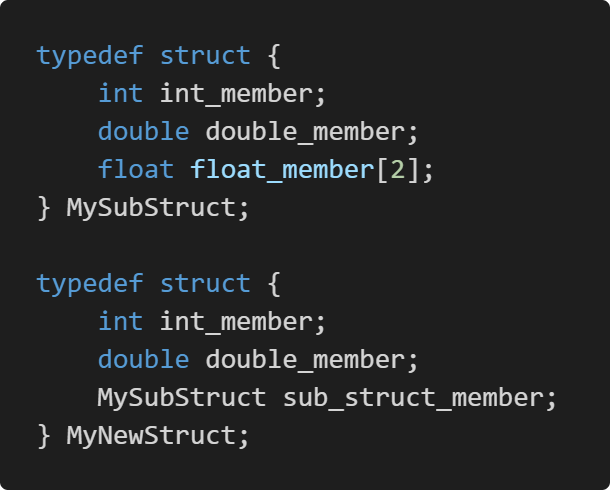 typedef struct {
    int int_member;
    double double_member;
    float float_member[2];
} MySubStruct;

typedef struct {
    int int_member;
    double double_member;
    MySubStruct sub_struct_member;
} MyNewStruct;